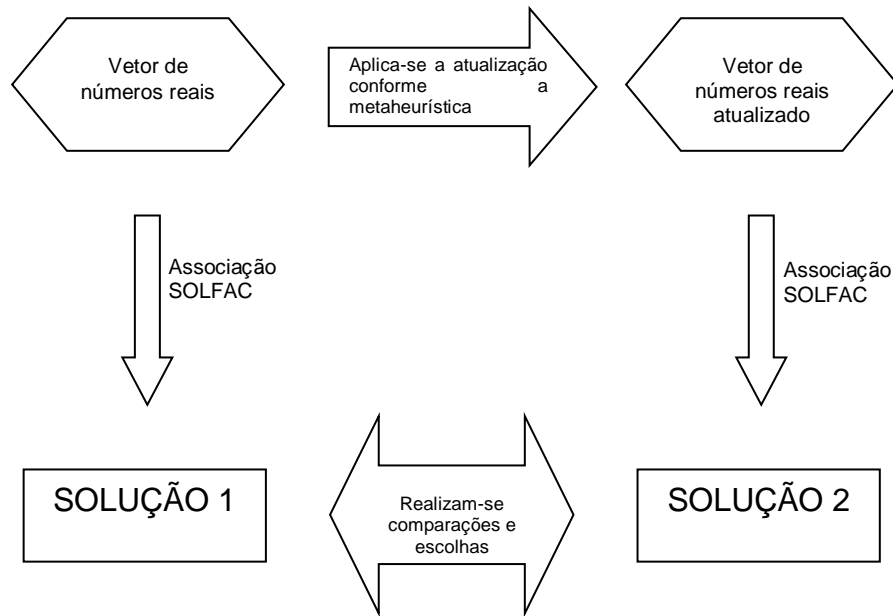 Vetor de
números reais
Aplica-se a atualização
conforme a
metaheurística
Vetor de
números reais
atualizado
Associação
SOLFAC
Associação
SOLFAC
SOLUÇÃO 1
Realizam-se
comparações e
escolhas
SOLUÇÃO 2